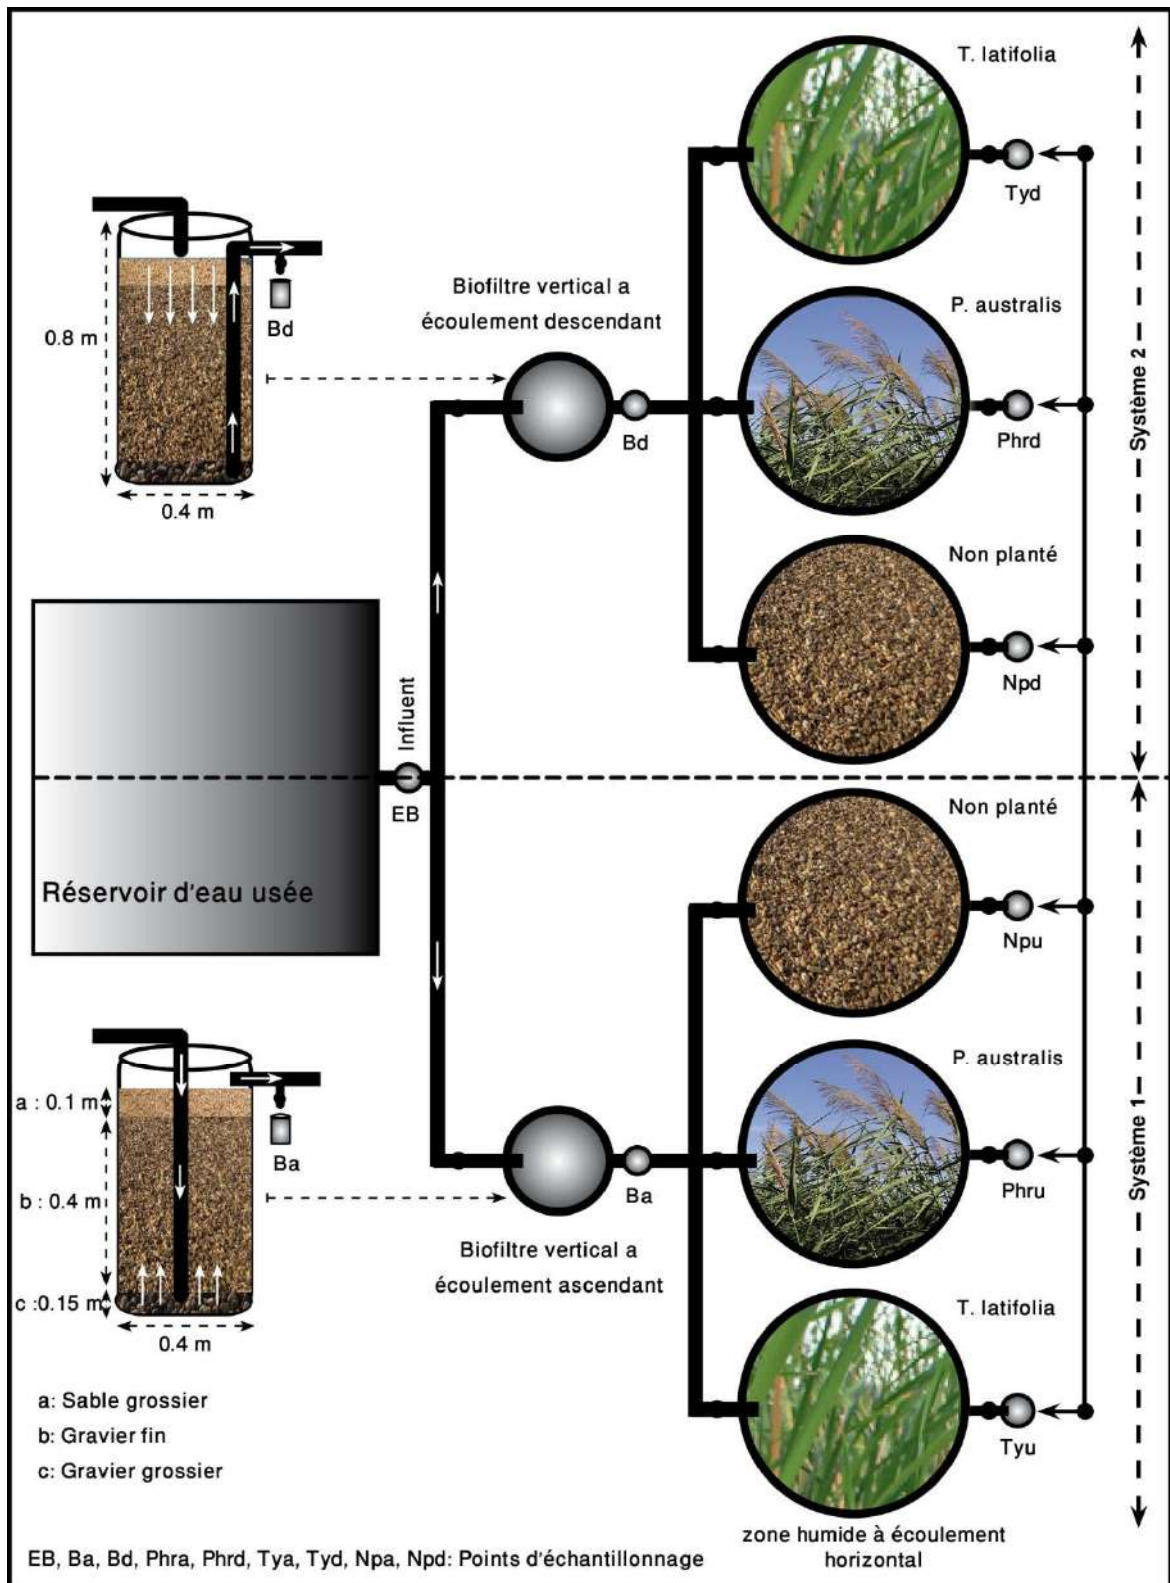 T. latifolia
Tyd
Biofiltre vertical a
écoulement descendant
Bd
0.8 m
0.4 m
Bd
P. australis
Phrd
Système 2
Non planté
Npd
Influent
EB
Réservoir d'eau usée
Non planté
Npu
a : 0.1 m
b : 0.4 m
c :0.15 m
0.4 m
Ba
Ba
Biofiltre vertical a
écoulement ascendant
P. australis
Phru
Système 1
T. latifolia
Tyu
a: Sable grossier
b: Gravier fin
c: Gravier grossier
zone humide à écoulement
horizontal
EB, Ba, Bd, Phra, Phrd, Tya, Tyd, Npa, Npd: Points d'échantillonnage